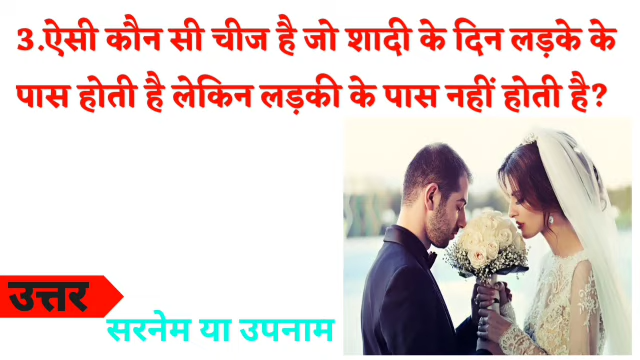 3.ऐसी कौन सी चीज है जो शादी के दिन लड़के के
पास होती है लेकिन लड़की के पास नहीं होती है?
उत्तर
सरनेम या उपनाम